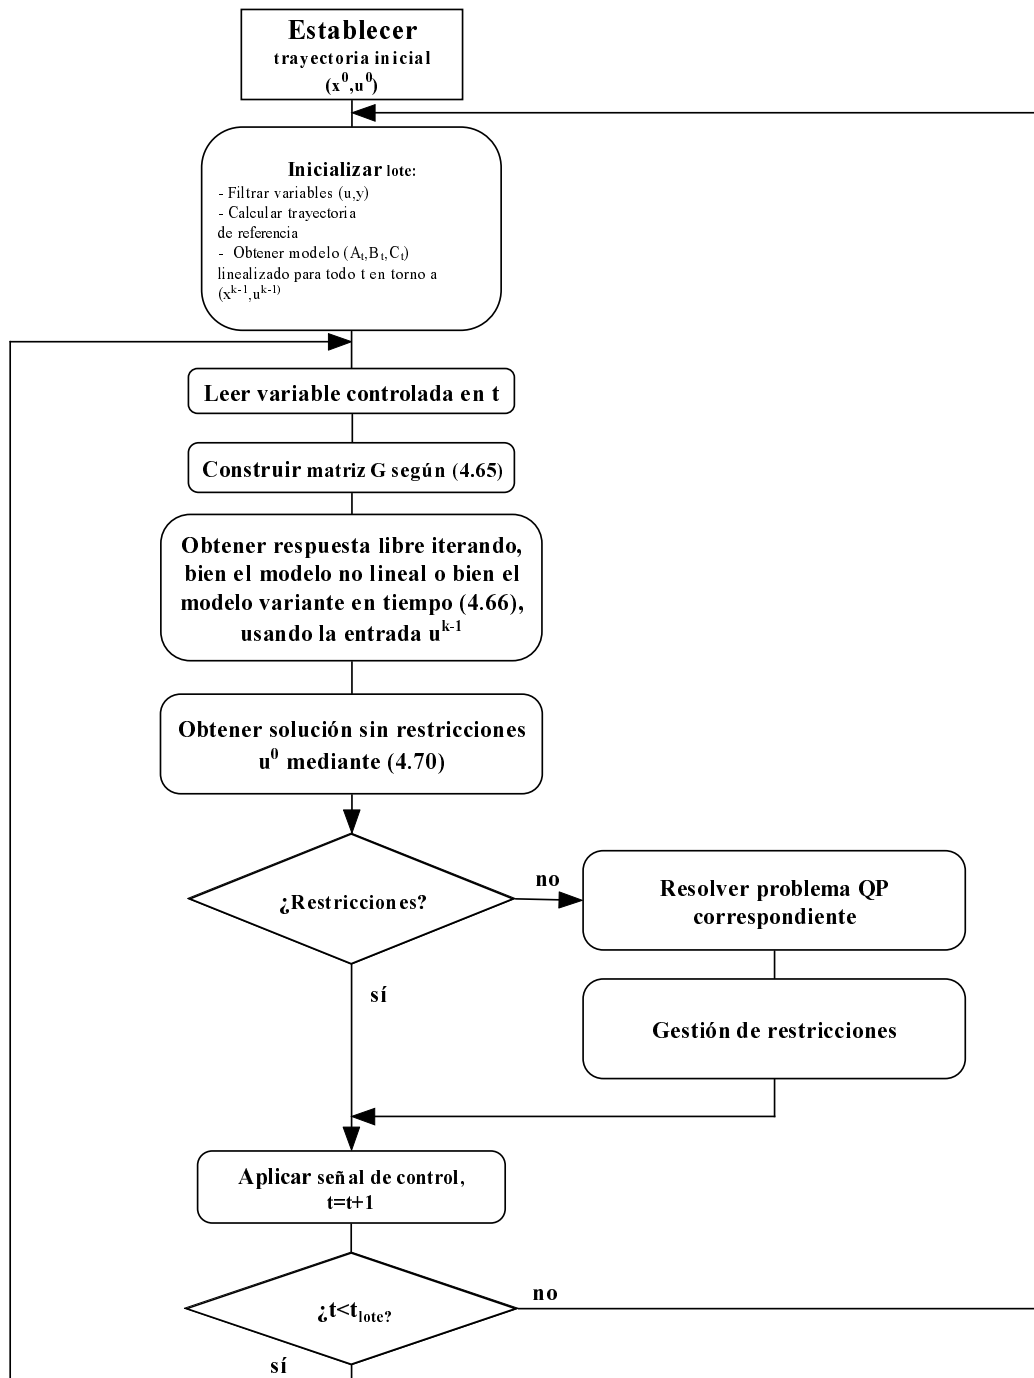 Establecer
trayectoria inicial
(x⁰,u⁰)
Inicializar lote:
- Filtrar variables (u,y)
- Calcular trayectoria
de referencia
- Obtener modelo (Aₜ,Bₜ,Cₜ)
linealizado para todo t en torno a
(xᵏ⁻¹,uᵏ⁻¹⁾
Leer variable controlada en t
Construir matriz G según (4.65)
Obtener respuesta libre iterando,
bien el modelo no lineal o bien el
modelo variante en tiempo (4.66),
usando la entrada uᵏ⁻¹
Obtener solución sin restricciones
u⁰ mediante (4.70)
¿Restricciones?
no
Resolver problema QP
correspondiente
sí
Gestión de restricciones
Aplicar señal de control,
t=t+1
¿t<t_lote?
no
sí